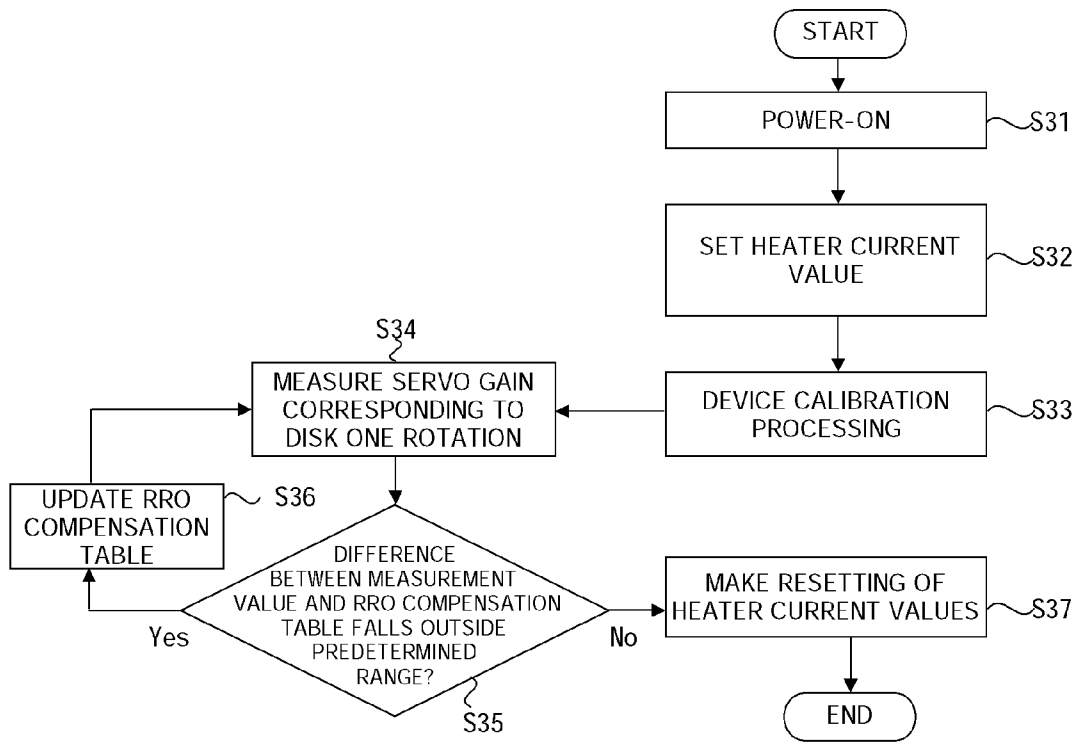 START
POWER-ON
S31
SET HEATER CURRENT
VALUE
S32
DEVICE CALIBRATION
PROCESSING
S33
S34
MEASURE SERVO GAIN
CORRESPONDING TO
DISK ONE ROTATION
UPDATE RRO
COMPENSATION
TABLE
S36
DIFFERENCE
BETWEEN MEASUREMENT
VALUE AND RRO COMPENSATION
TABLE FALLS OUTSIDE
PREDETERMINED
RANGE?
Yes
No
S35
MAKE RESETTING OF
HEATER CURRENT VALUES
S37
END